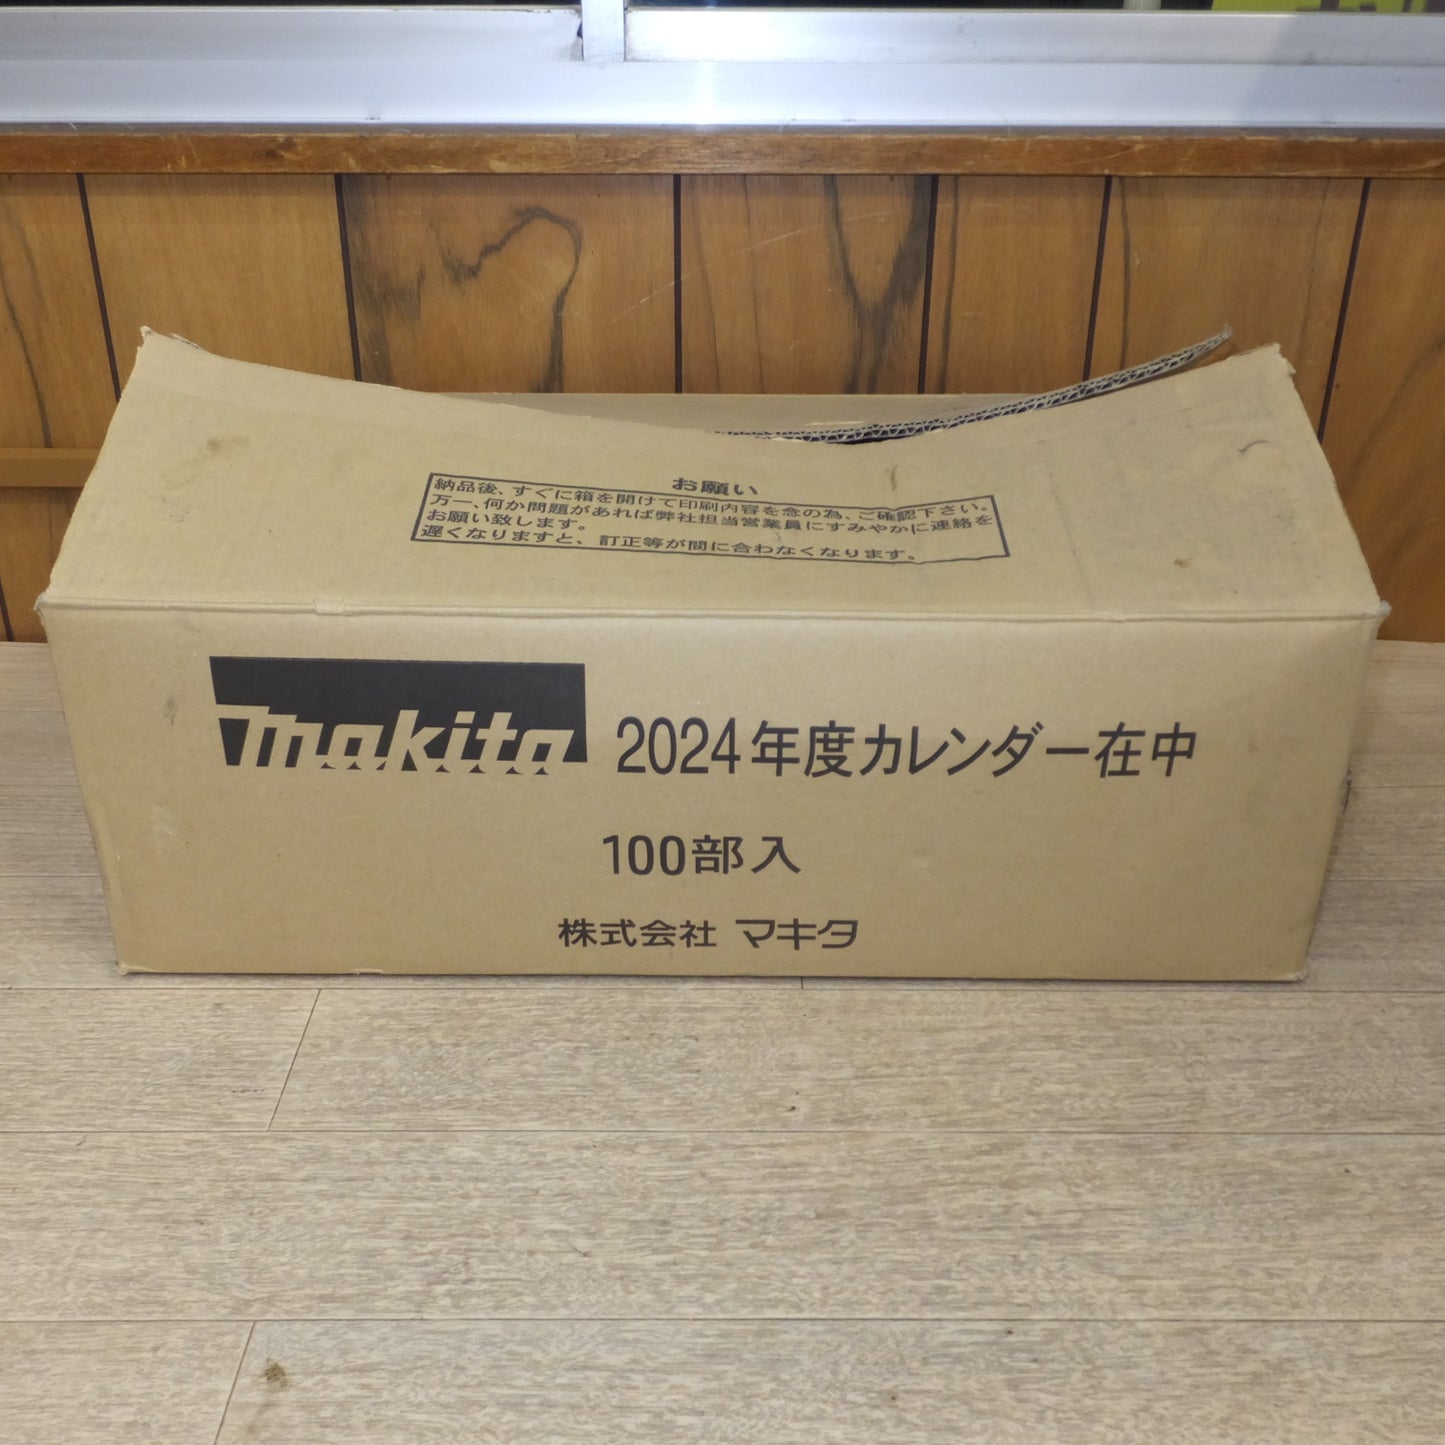 お願い
納品後、すぐに箱を開けて印刷内容を念の為、ご確認下さい。
万一、何か問題があれば弊社担当営業員にすみやかに連絡を
お願い致します。
遅くなりますと、訂正等が間に合わなくなります。
makita 2024年度カレンダー在中
100部入
株式会社 マキタ